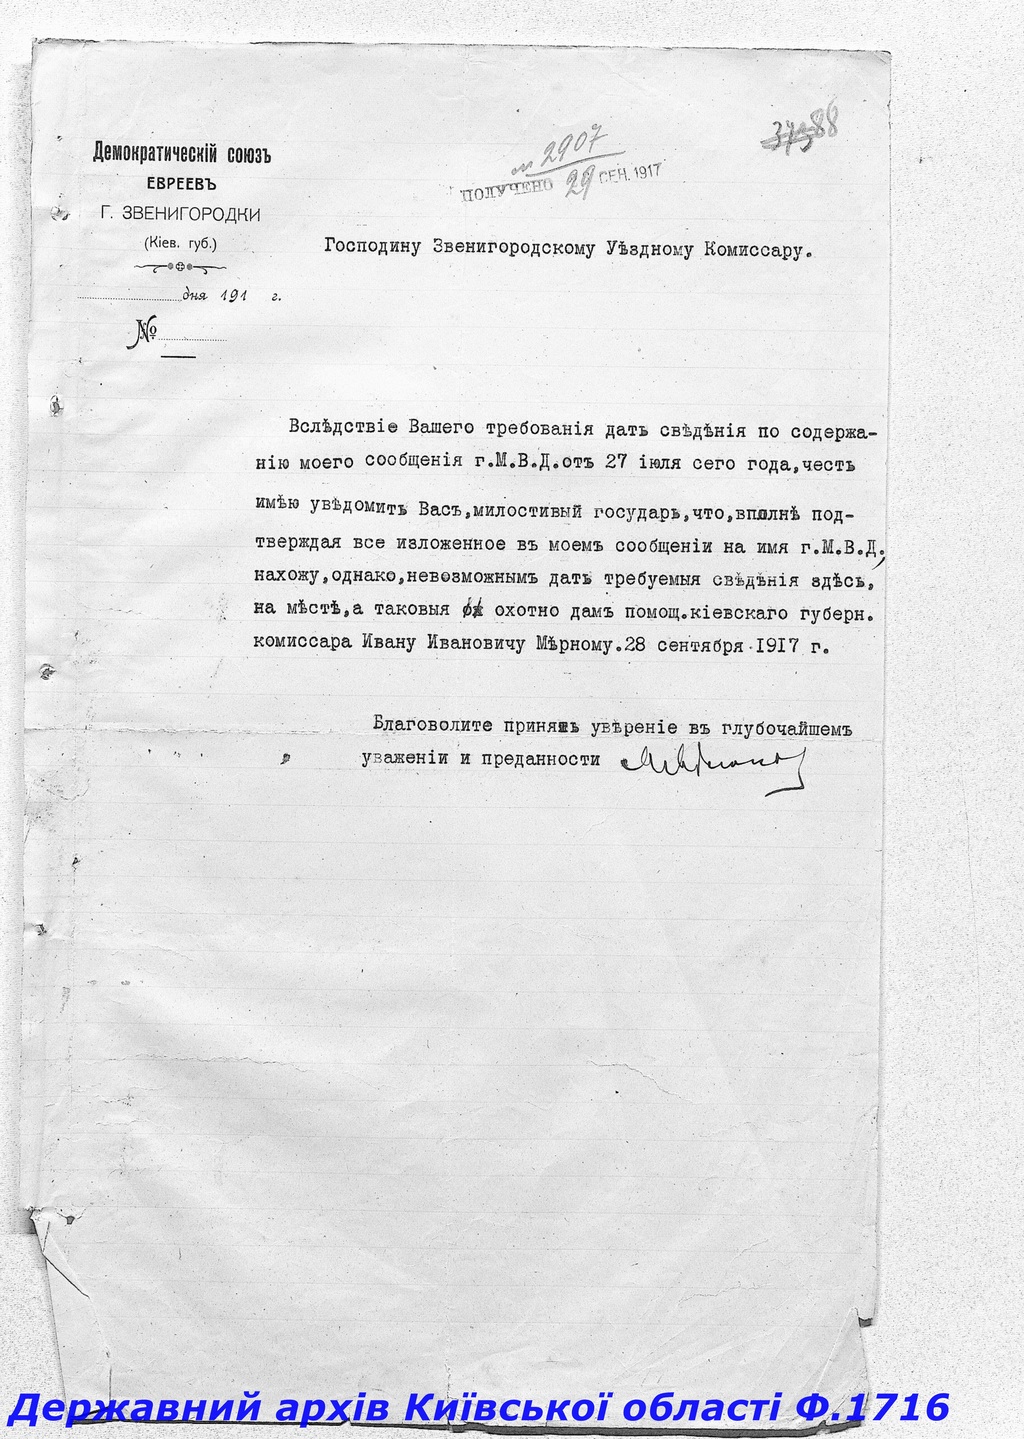 88
№ 2907
ПОЛУЧЕНО 29 СЕН. 1917
Демократическій союзъ
ЕВРЕЕВЪ
Г. ЗВЕНИГОРОДКИ
(Кіев. губ.)
дня 191 г.
№
Господину Звенигородскому Уѣздному Комиссару.
Вслѣдствіе Вашего требованія дать свѣдѣнія по содержа-
нію моего сообщенія г.М.В.Д.отъ 27 іюля сего года,честь
имѣю увѣдомить Васъ,милостивый государь,что,вполнѣ под-
тверждая все изложенное въ моемъ сообщеніи на имя г.М.В.Д,
нахожу,однако,невозможнымъ дать требуемыя свѣдѣнія здѣсь,
на мѣстѣ,а таковыя охотно дамъ помощ.кіевскаго губерн.
комиссара Ивану Ивановичу Мѣрному.28 сентября 1917 г.
Благоволите принять увѣреніе въ глубочайшемъ
уваженіи и преданности
Державний архів Київської області Ф.1716